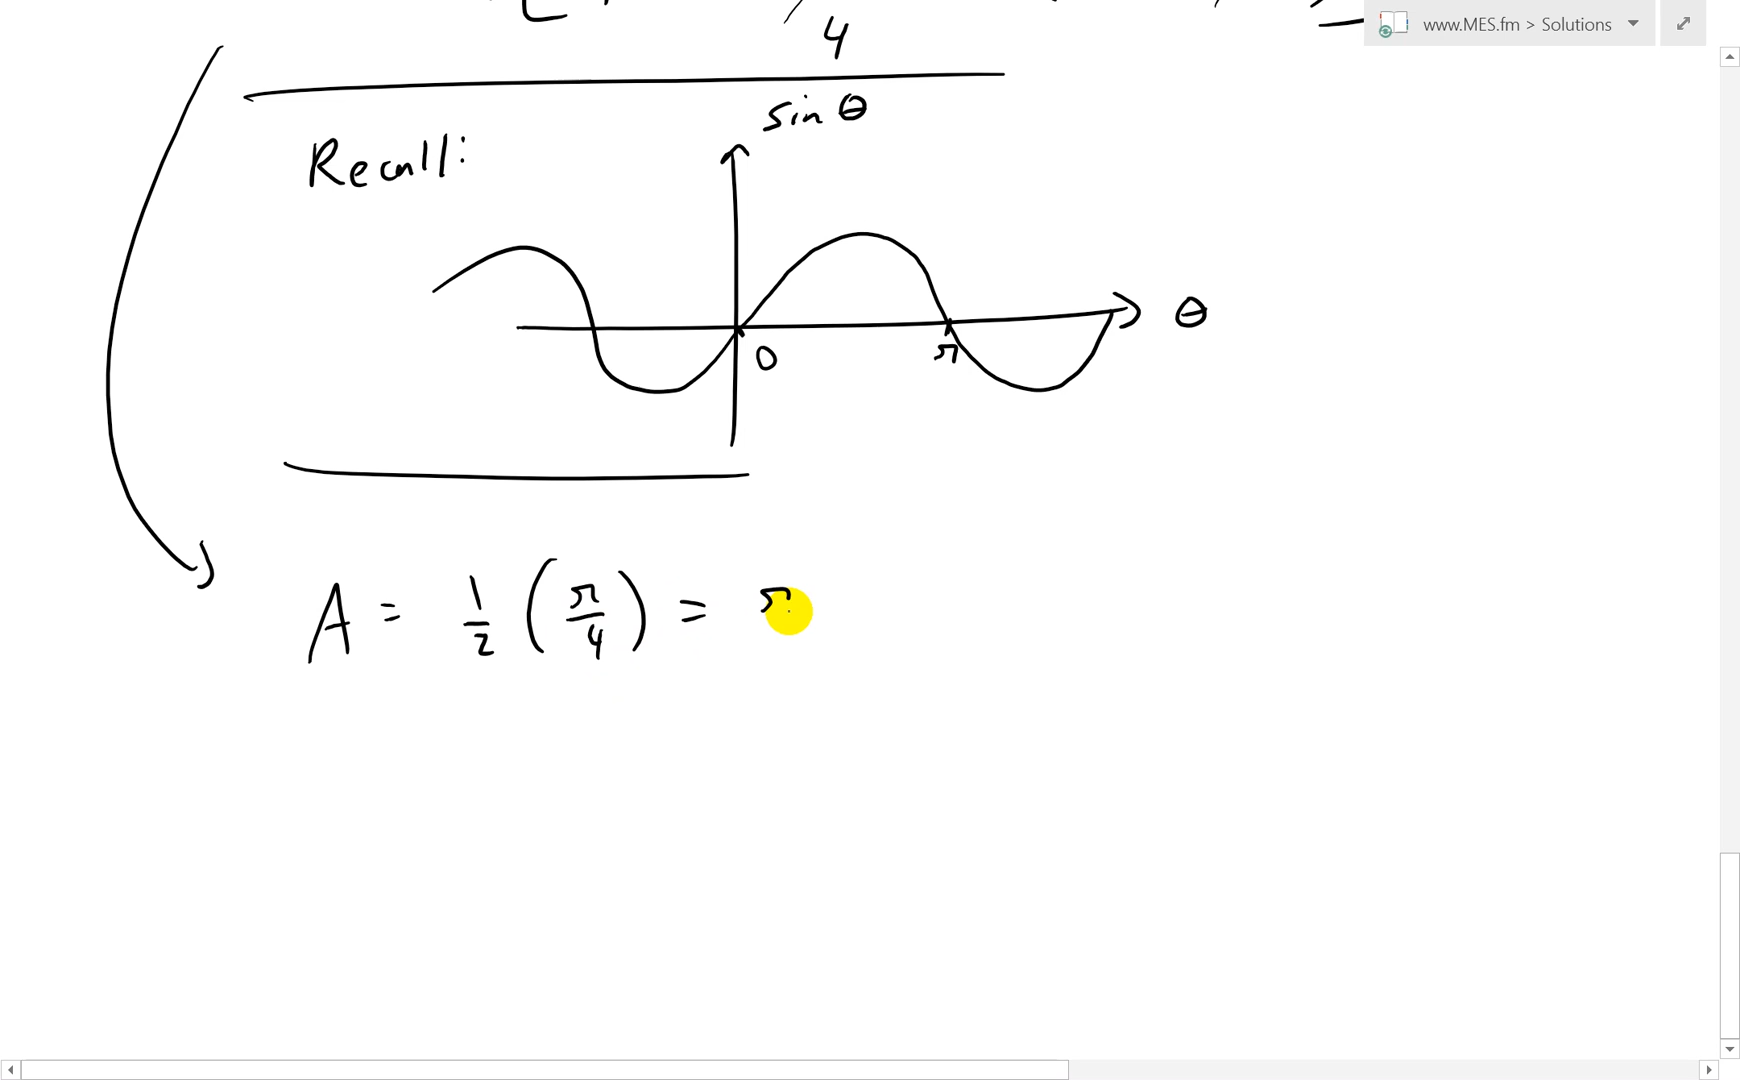 www.MES.fm > Solutions
4
sin θ
Recall:
θ
0
π
A = 1/2 (π/4) = π